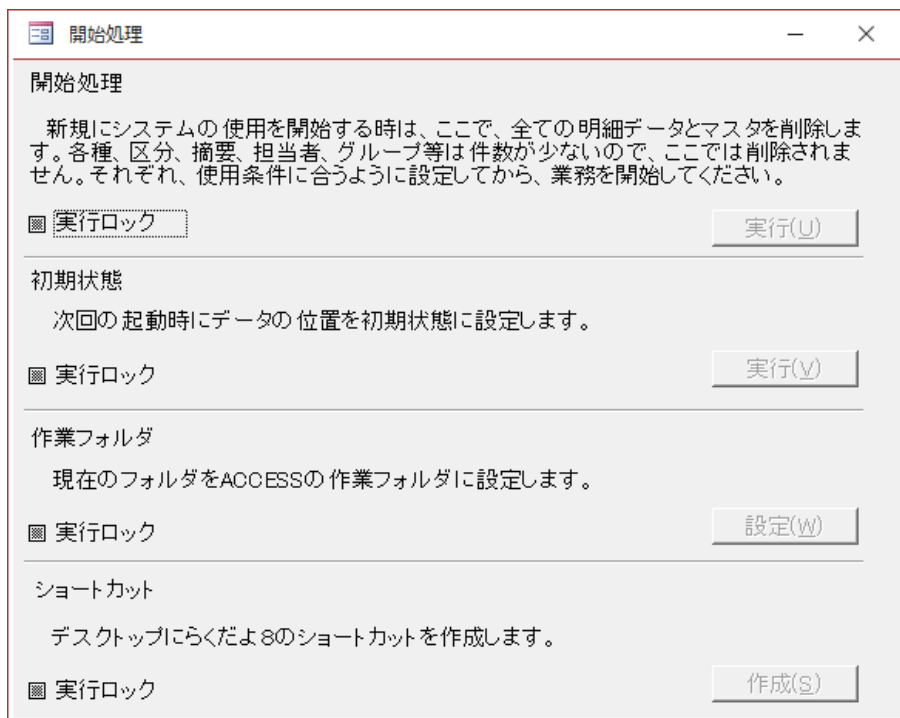 開始処理
開始処理
新規にシステムの使用を開始する時は、ここで、全ての明細データとマスタを削除しま
す。各種、区分、摘要、担当者、グループ等は件数が少ないので、ここでは削除されま
せん。それぞれ、使用条件に合うように設定してから、業務を開始してください。
実行ロック
実行(U)
初期状態
次回の起動時にデータの位置を初期状態に設定します。
実行ロック
実行(V)
作業フォルダ
現在のフォルダをACCESSの作業フォルダに設定します。
実行ロック
設定(W)
ショートカット
デスクトップにらくだよ8のショートカットを作成します。
実行ロック
作成(S)